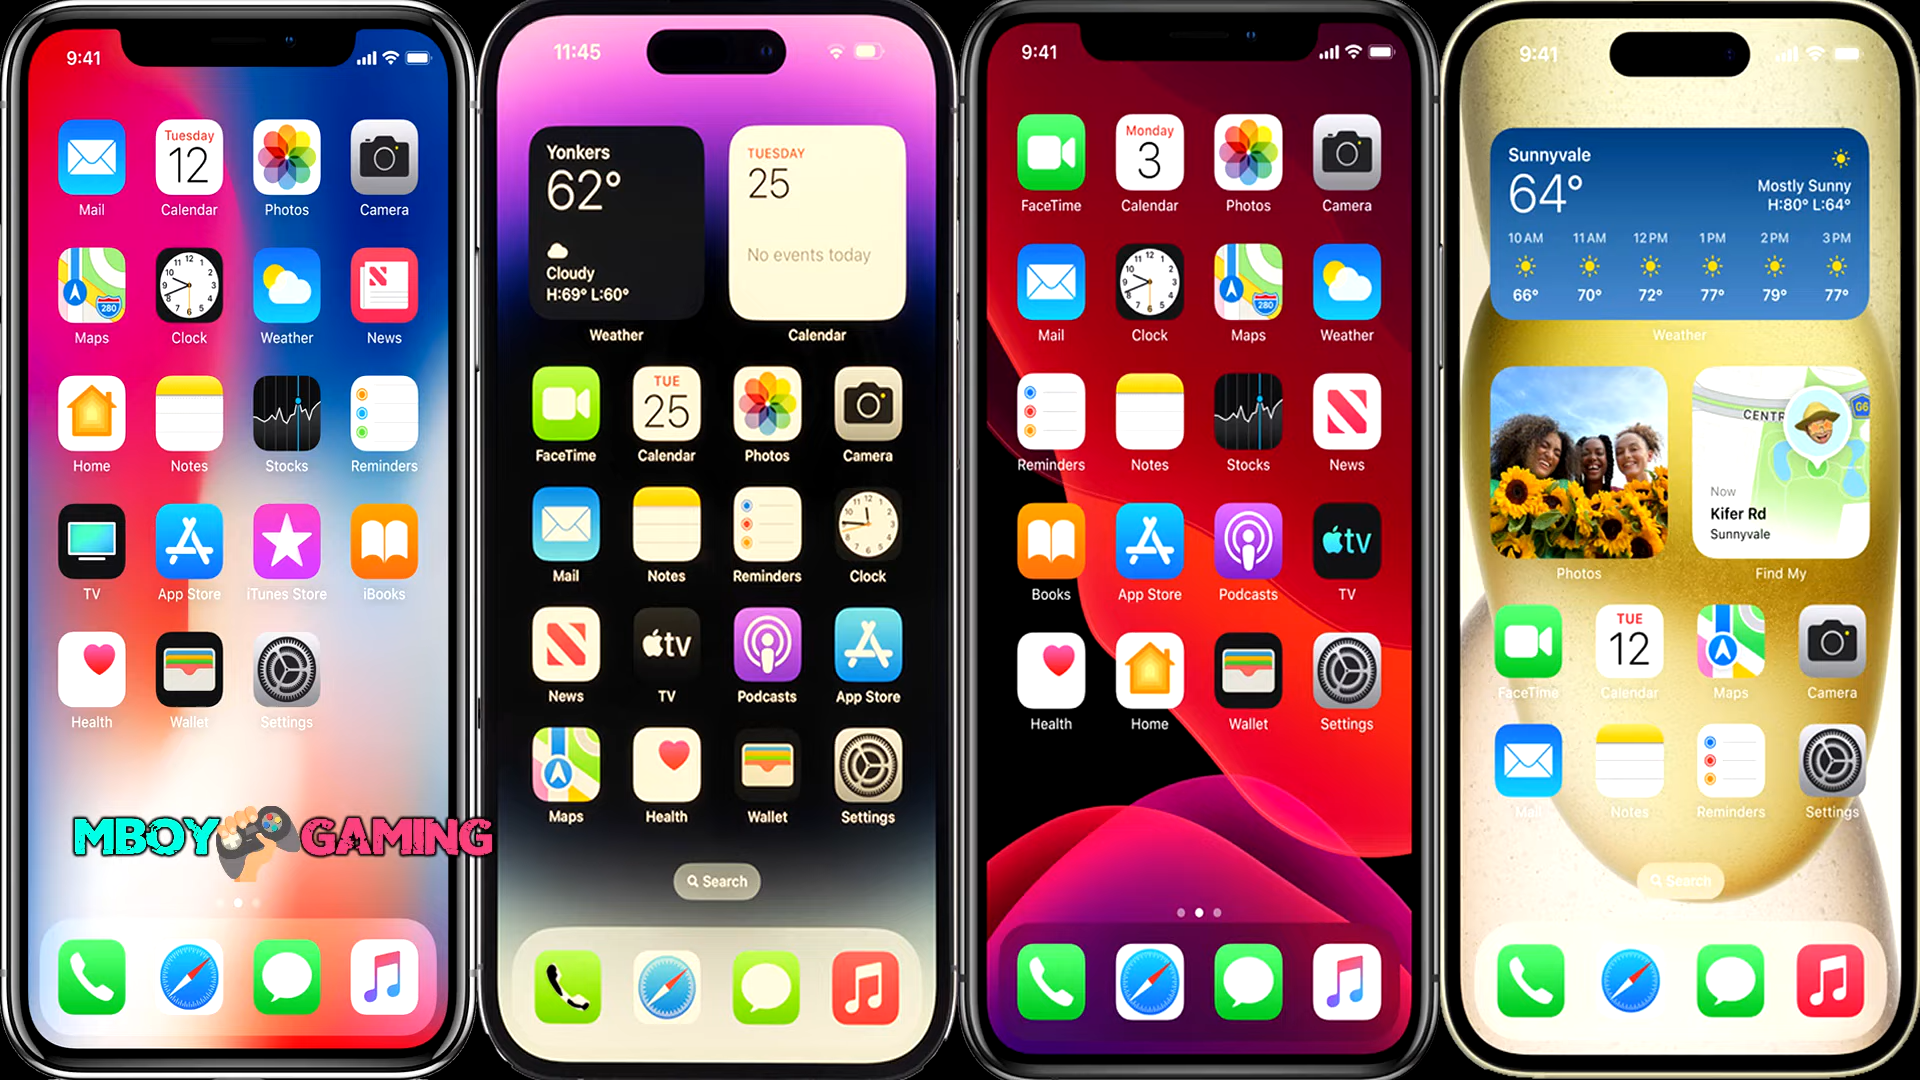 9:41
Tuesday
12
Mail
Calendar
Photos
Camera
280
Maps
Clock
Weather
News
Home
Notes
Stocks
Reminders
TV
App Store
iTunes Store
iBooks
Health
Wallet
Settings
MBOY GAMING
11:45
Yonkers
62°
Cloudy
H:69° L:60°
Weather
TUESDAY
25
No events today
Calendar
TUE
25
FaceTime
Calendar
Photos
Camera
Mail
Notes
Reminders
Clock
tv
News
TV
Podcasts
App Store
Maps
Health
Wallet
Settings
Search
9:41
Monday
3
FaceTime
Calendar
Photos
Camera
280
Mail
Clock
Maps
Weather
Reminders
Notes
Stocks
News
tv
Books
App Store
Podcasts
TV
Health
Home
Wallet
Settings
9:41
Sunnyvale
64°
Mostly Sunny
H:80° L:64°
10 AM 11 AM 12 PM 1 PM 2 PM 3 PM
66° 70° 72° 77° 79° 77°
Weather
CENTR
G6
Now
Kifer Rd
Sunnyvale
Photos
Find My
TUE
12
FaceTime
Calendar
Maps
Camera
Mail
Notes
Reminders
Settings
Search